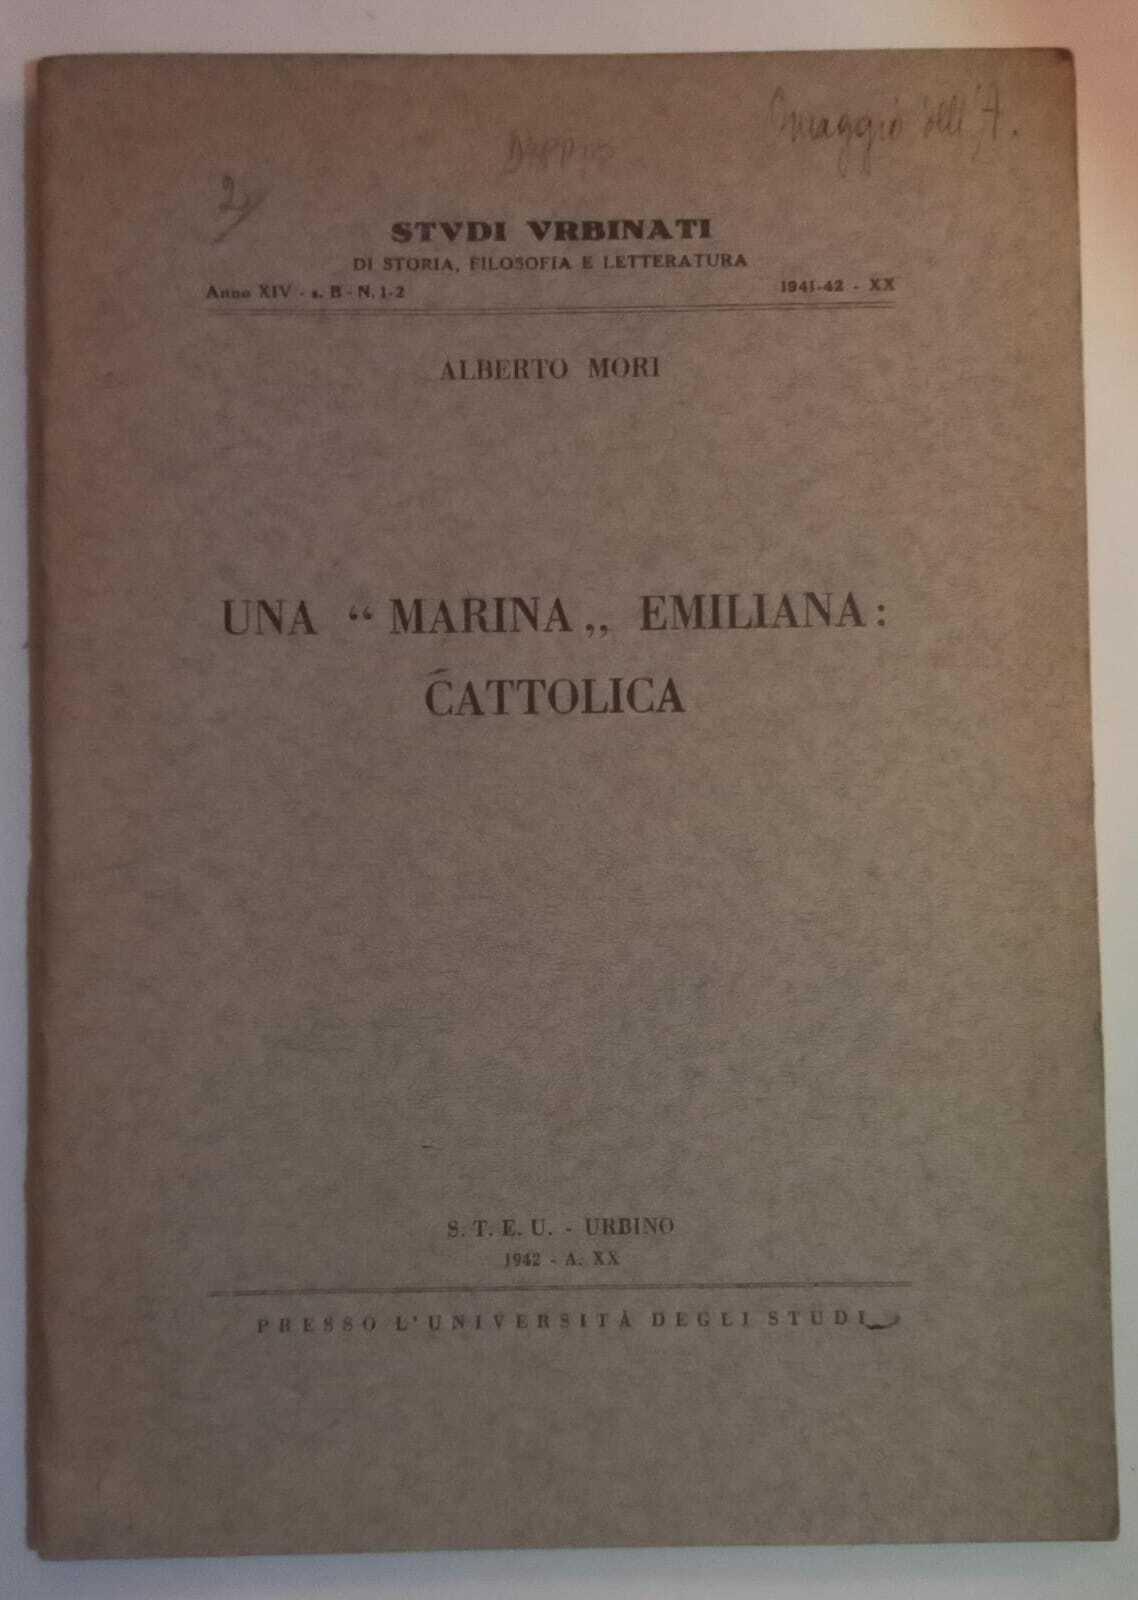 Omaggio dell'A.
2
STVDI VRBINATI
DI STORIA, FILOSOFIA E LETTERATURA
Anno XIV - s. B - N. 1-2 1941-42 - XX
ALBERTO MORI
UNA “ MARINA „ EMILIANA:
CATTOLICA
S. T. E. U. - URBINO
1942 - A. XX
PRESSO L'UNIVERSITÀ DEGLI STUDI